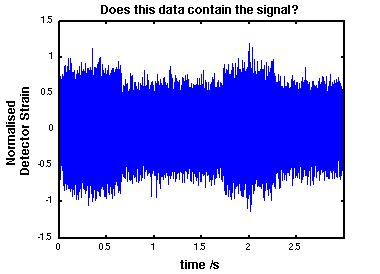 Does this data contain the signal?
1.5
1
0.5
0
-0.5
-1
-1.5
Normalised
Detector Strain
0 0.5 1 1.5 2 2.5
time /s